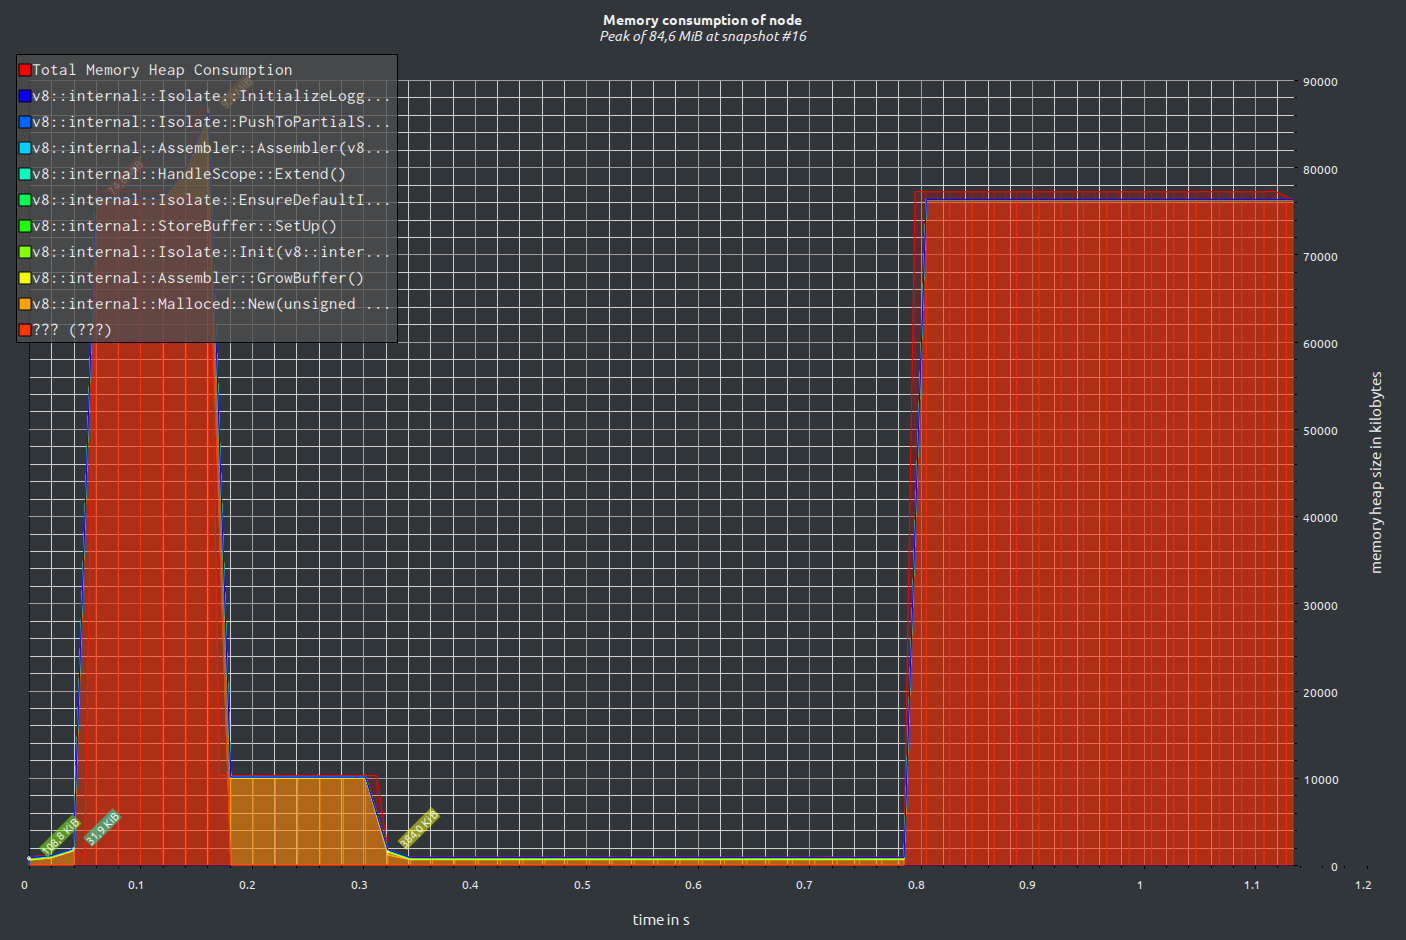 Memory consumption of node
Peak of 84,6 MiB at snapshot #16
Total Memory Heap Consumption
v8::internal::Isolate::InitializeLogg...
v8::internal::Isolate::PushToPartialS...
v8::internal::Assembler::Assembler(v8...
v8::internal::HandleScope::Extend()
v8::internal::Isolate::EnsureDefaultI...
v8::internal::StoreBuffer::SetUp()
v8::internal::Isolate::Init(v8::inter...
v8::internal::Assembler::GrowBuffer()
v8::internal::Malloced::New(unsigned ...
??? (???)
90000
80000
70000
60000
50000
40000
30000
20000
10000
0
memory heap size in kilobytes
108,8 KiB
31,9 KiB
384,0 KiB
0
0.1
0.2
0.3
0.4
0.5
0.6
0.7
0.8
0.9
1
1.1
1.2
time in s